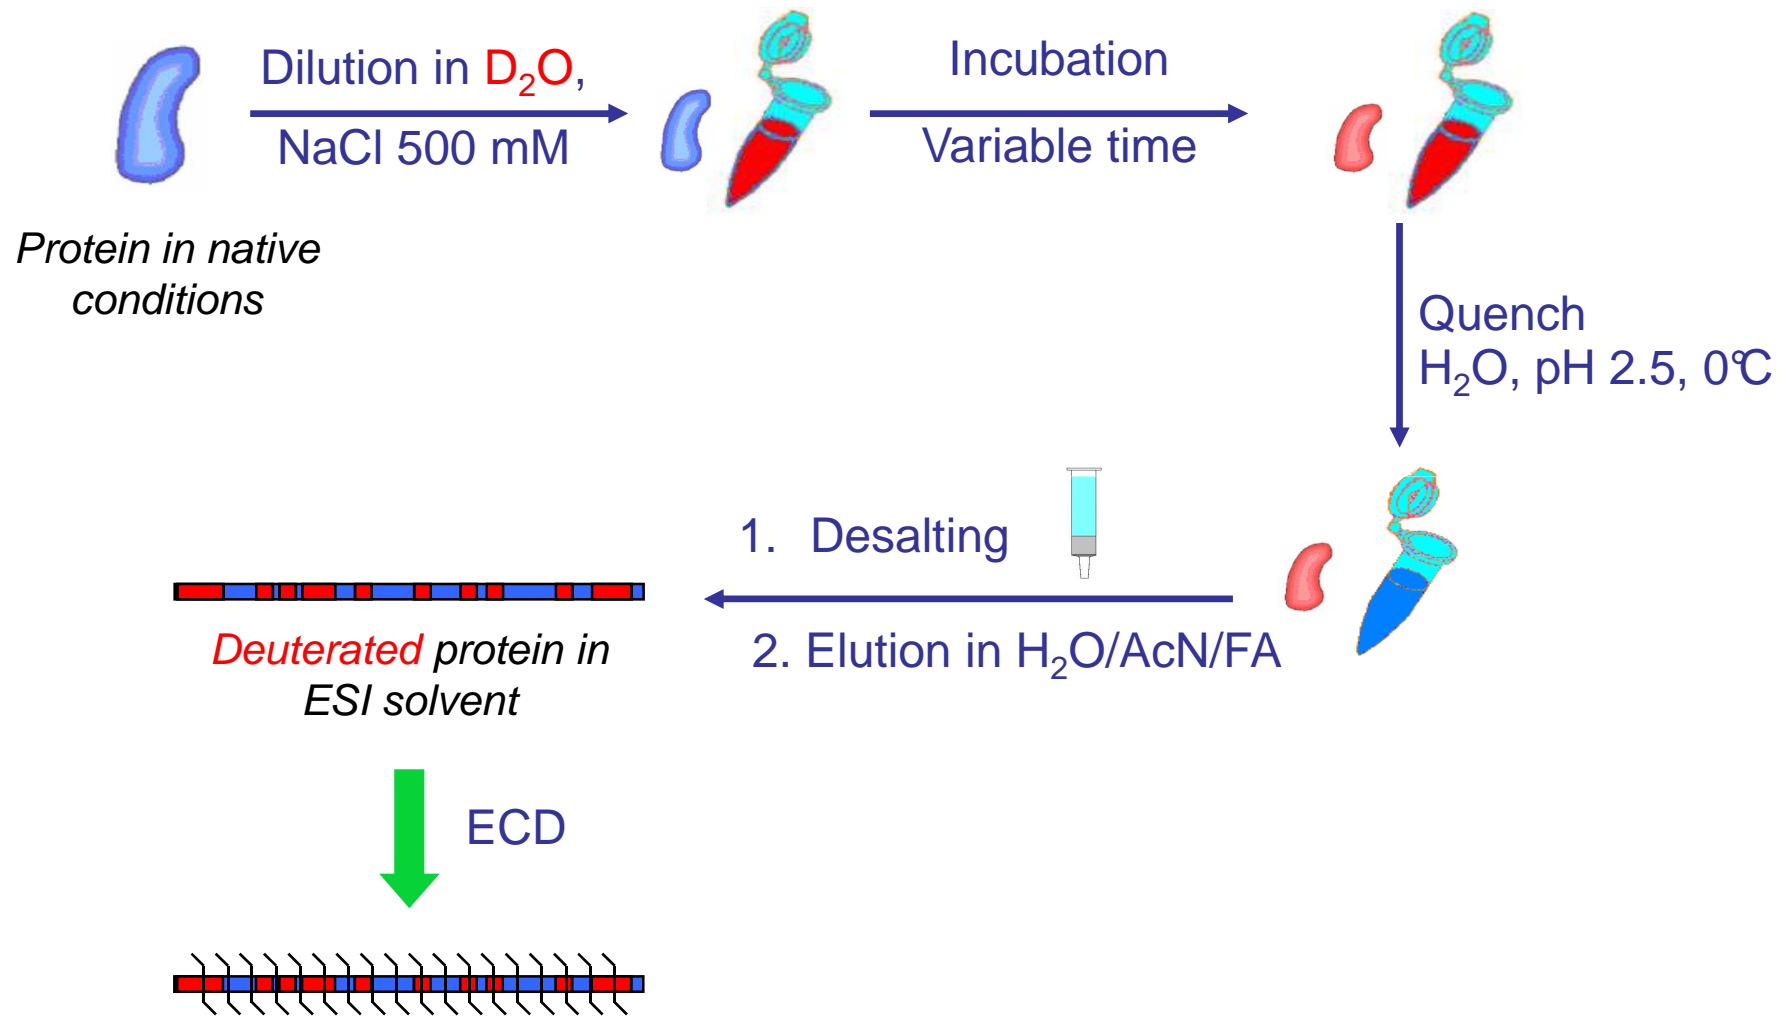 Dilution in D₂O,
NaCl 500 mM
Incubation
Variable time
Protein in native
conditions
Quench
H₂O, pH 2.5, 0°C
1. Desalting
2. Elution in H₂O/AcN/FA
Deuterated protein in
ESI solvent
ECD